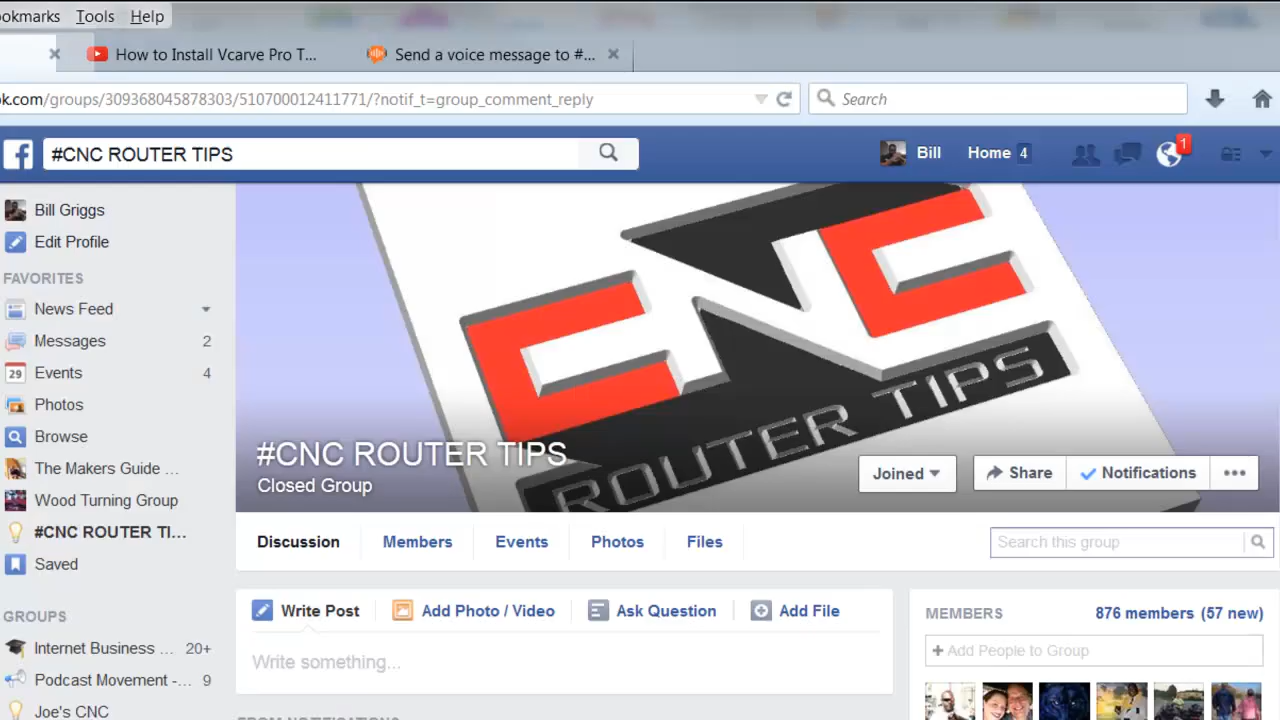 okmarks Tools Help
How to Install Vcarve Pro T...
Send a voice message to #...
ok.com/groups/309368045878303/510700012411771/?notif_t=group_comment_reply
Search
#CNC ROUTER TIPS
Bill
Home 4
1
Bill Griggs
Edit Profile
FAVORITES
News Feed
Messages 2
29 Events 4
Photos
Browse
The Makers Guide ...
Wood Turning Group
#CNC ROUTER TI...
Saved
GROUPS
Internet Business ... 20+
Podcast Movement -... 9
Joe's CNC
CNC
ROUTER TIPS
#CNC ROUTER TIPS
Closed Group
Joined
Share
Notifications
Discussion
Members
Events
Photos
Files
Search this group
Write Post
Add Photo / Video
Ask Question
Add File
Write something...
FROM NOTIFICATIONS
MEMBERS
876 members (57 new)
+ Add People to Group